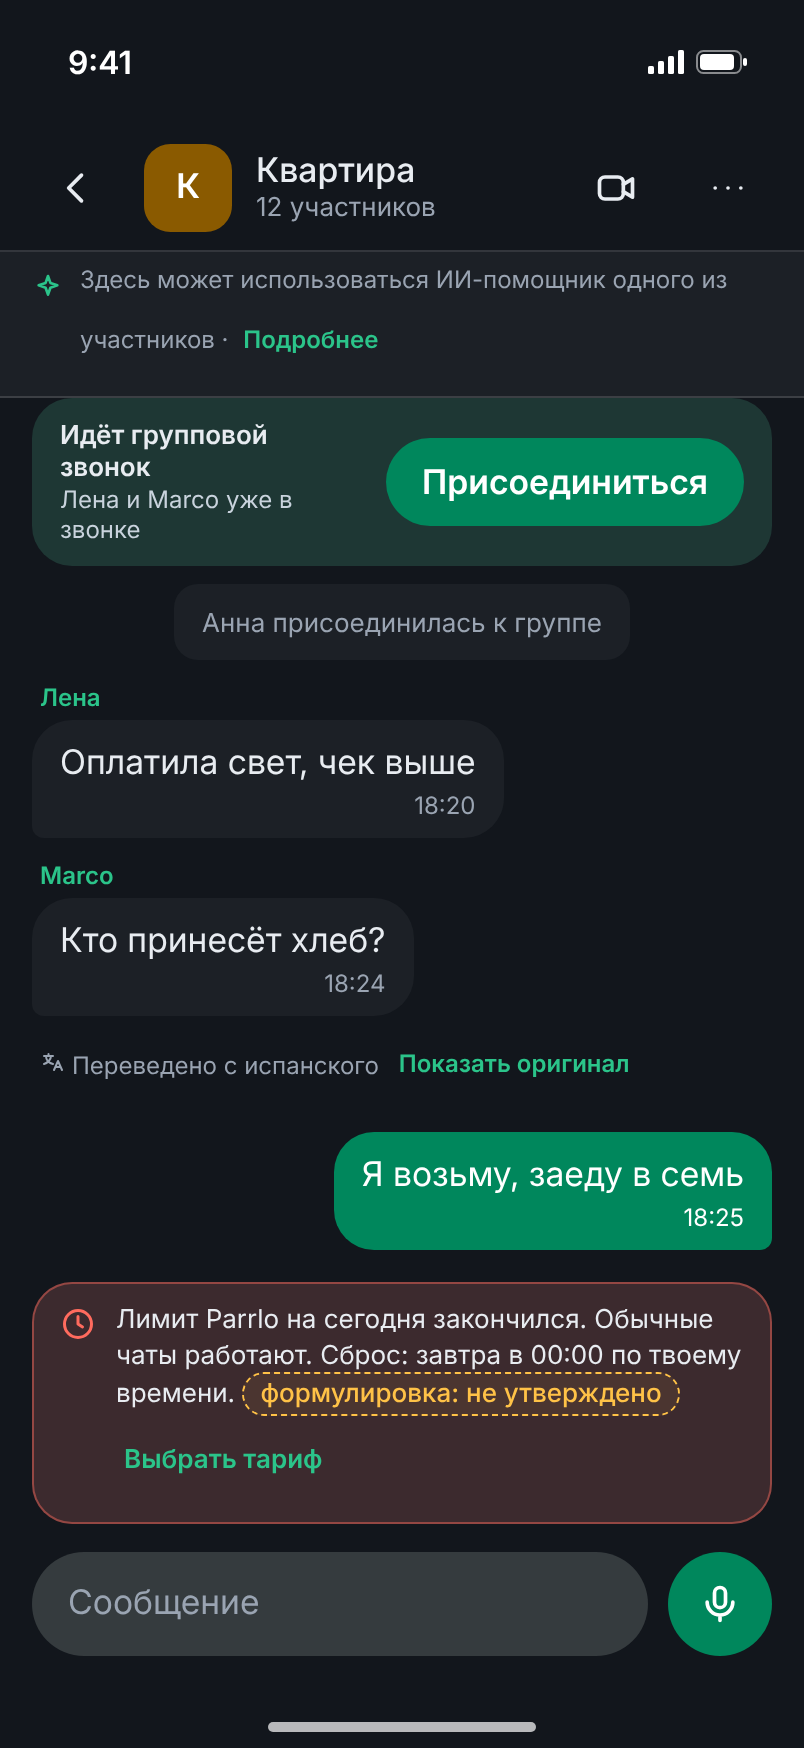 9:41
К
Квартира
12 участников
Здесь может использоваться ИИ-помощник одного из
участников · Подробнее
Идёт групповой
звонок
Лена и Marco уже в
звонке
Присоединиться
Анна присоединилась к группе
Лена
Оплатила свет, чек выше
18:20
Marco
Кто принесёт хлеб?
18:24
Переведено с испанского Показать оригинал
Я возьму, заеду в семь
18:25
Лимит Parrlo на сегодня закончился. Обычные
чаты работают. Сброс: завтра в 00:00 по твоему
времени. формулировка: не утверждено
Выбрать тариф
Сообщение